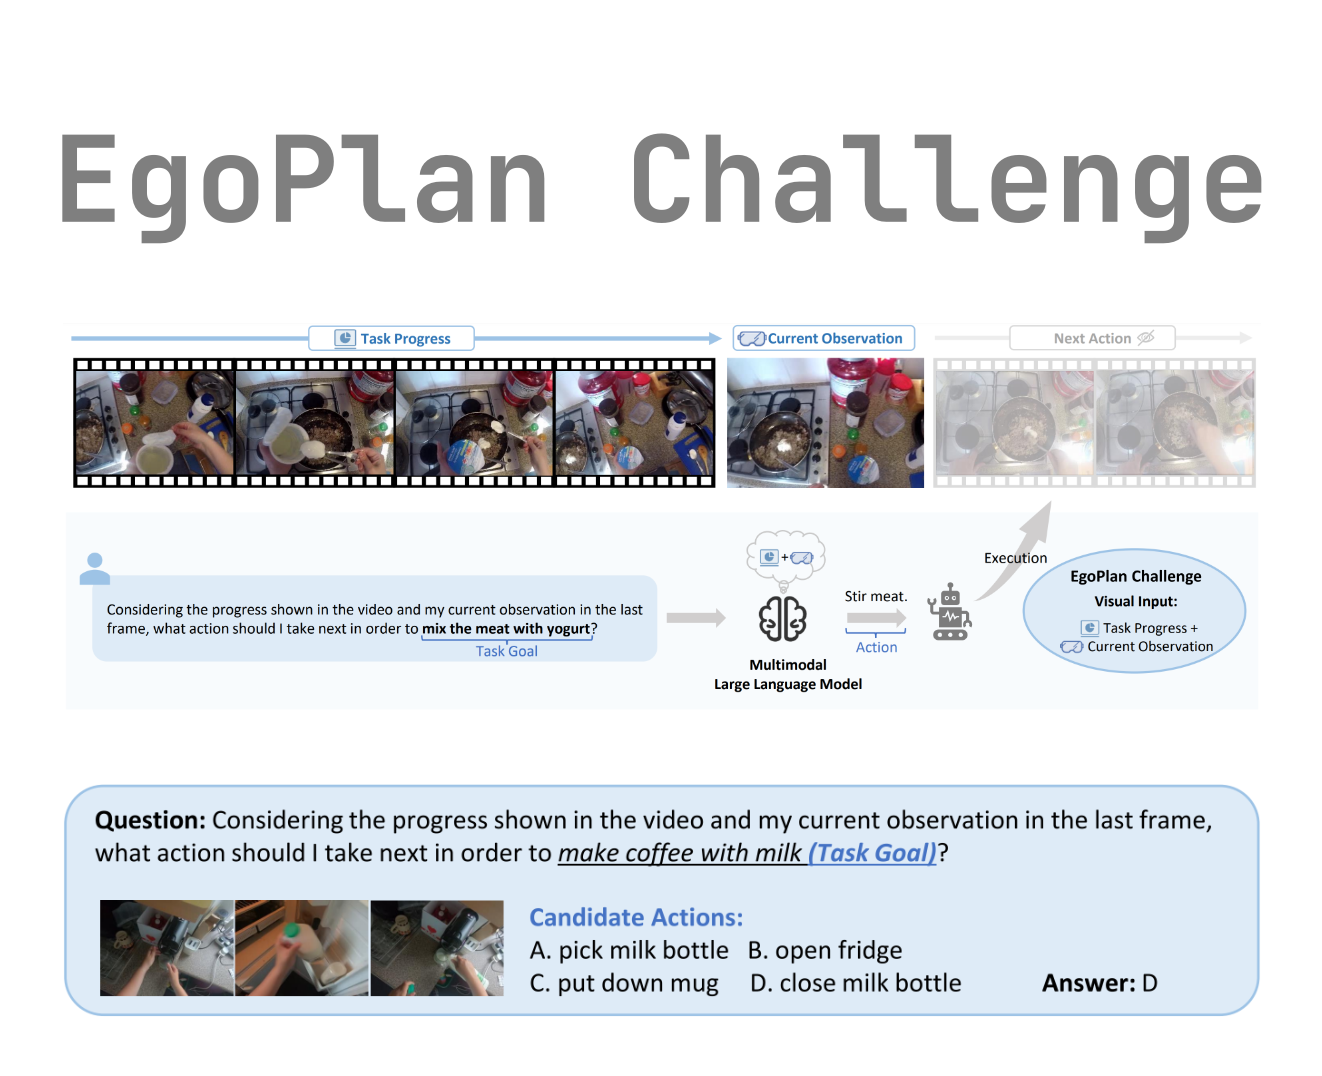 EgoPlan Challenge
Task Progress
Current Observation
Next Action
Considering the progress shown in the video and my current observation in the last
frame, what action should I take next in order to mix the meat with yogurt?
Task Goal
Multimodal
Large Language Model
Stir meat.
Action
Execution
EgoPlan Challenge
Visual Input:
Task Progress +
Current Observation
Question: Considering the progress shown in the video and my current observation in the last frame,
what action should I take next in order to make coffee with milk (Task Goal)?
Candidate Actions:
A. pick milk bottle B. open fridge
C. put down mug D. close milk bottle
Answer: D